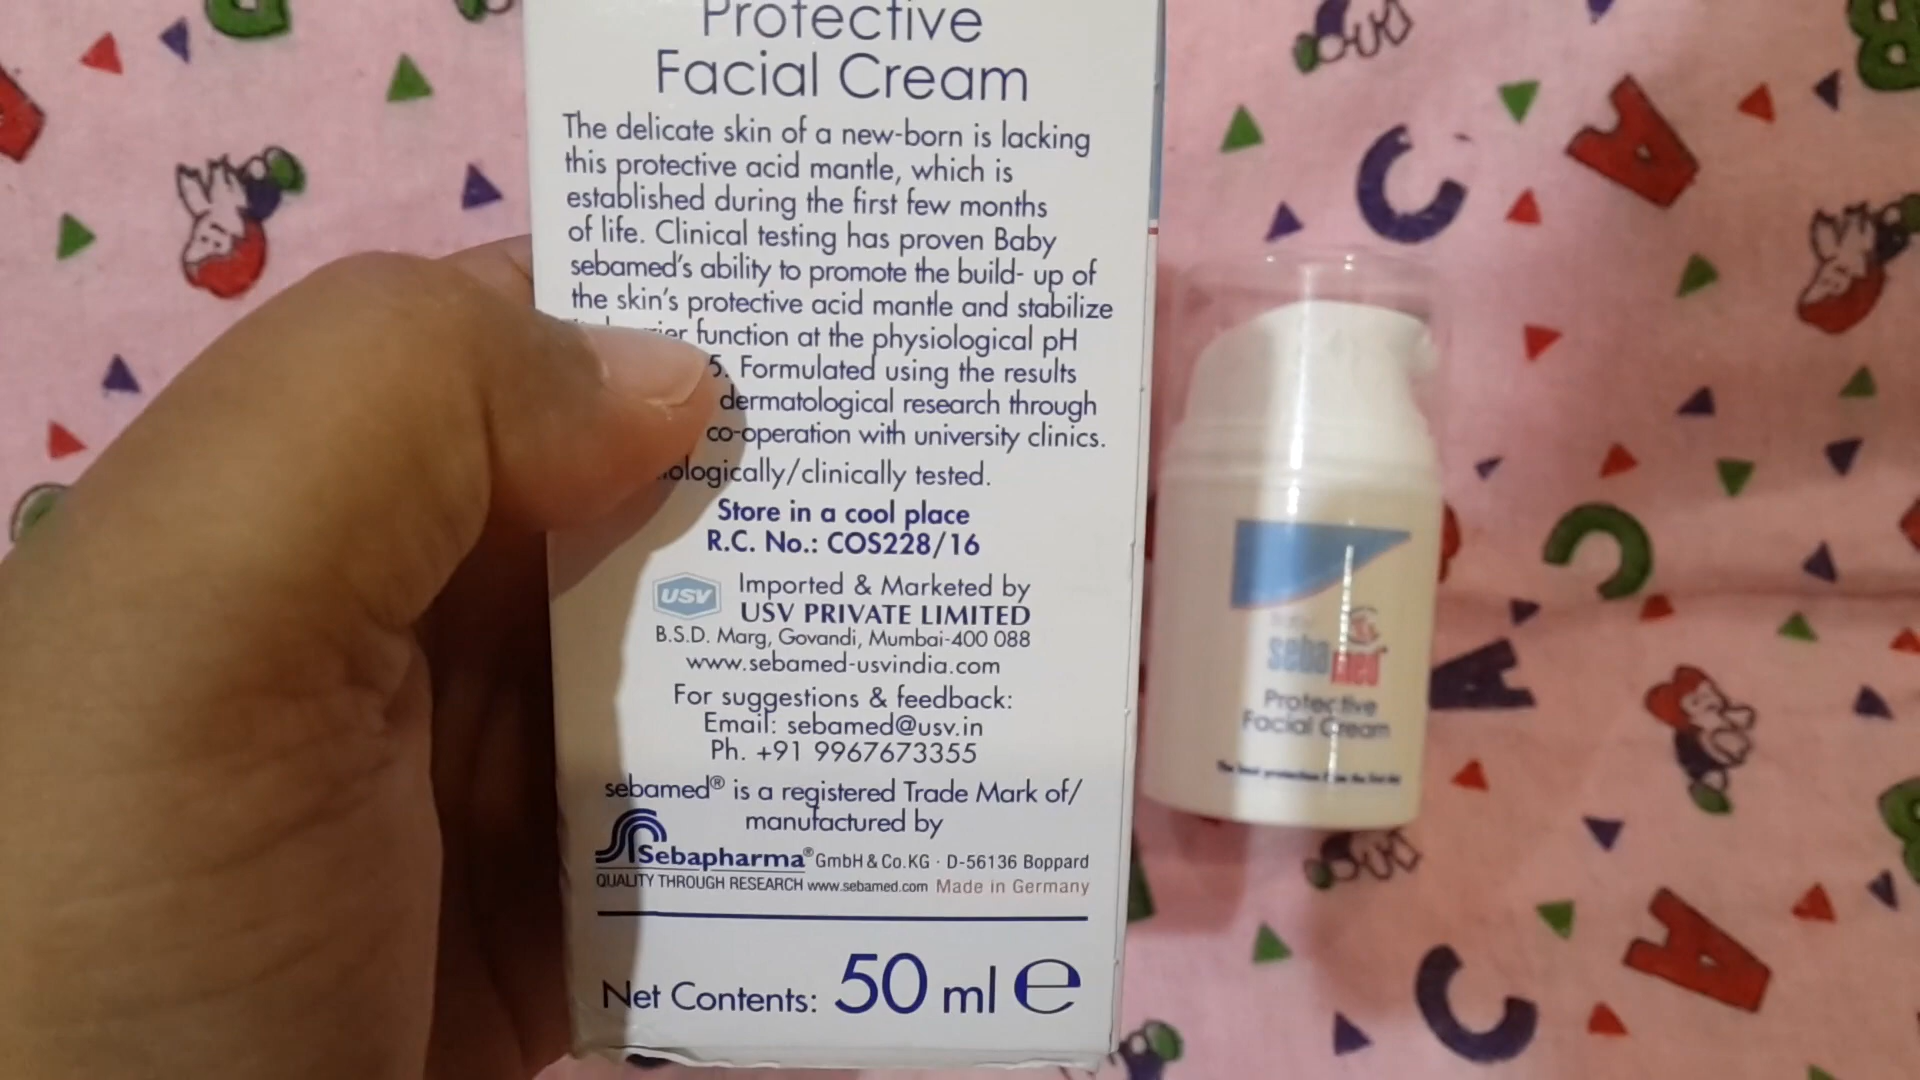 Protective
Facial Cream
The delicate skin of a new-born is lacking
this protective acid mantle, which is
established during the first few months
of life. Clinical testing has proven Baby
sebamed's ability to promote the build- up of
the skin's protective acid mantle and stabilize
function at the physiological pH
5. Formulated using the results
dermatological research through
co-operation with university clinics.
ologically/clinically tested.
Store in a cool place
R.C. No.: COS228/16
USV
Imported & Marketed by
USV PRIVATE LIMITED
B.S.D. Marg, Govandi, Mumbai-400 088
www.sebamed-usvindia.com
For suggestions & feedback:
Email: sebamed@usv.in
Ph. +91 9967673355
sebamed® is a registered Trade Mark of/
manufactured by
Sebapharma® GmbH & Co.KG · D-56136 Boppard
QUALITY THROUGH RESEARCH www.sebamed.com Made in Germany
Net Contents: 50 ml e
sebamed
Protective
Facial Cream